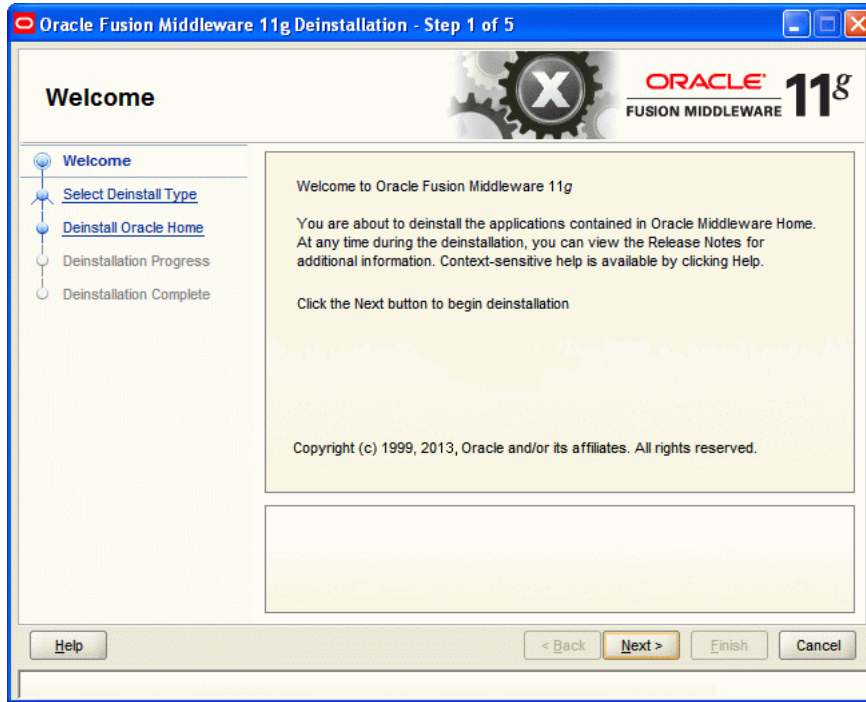 Oracle Fusion Middleware 11g Deinstallation - Step 1 of 5
Welcome
ORACLE®
FUSION MIDDLEWARE 11g
Welcome
Select Deinstall Type
Deinstall Oracle Home
Deinstallation Progress
Deinstallation Complete
Welcome to Oracle Fusion Middleware 11g
You are about to deinstall the applications contained in Oracle Middleware Home.
At any time during the deinstallation, you can view the Release Notes for
additional information. Context-sensitive help is available by clicking Help.
Click the Next button to begin deinstallation
Copyright (c) 1999, 2013, Oracle and/or its affiliates. All rights reserved.
Help
< Back
Next >
Finish
Cancel